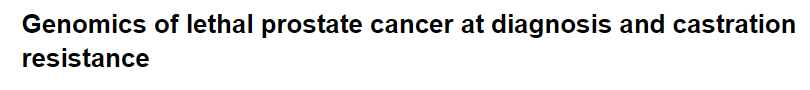 Genomics of lethal prostate cancer at diagnosis and castration
resistance